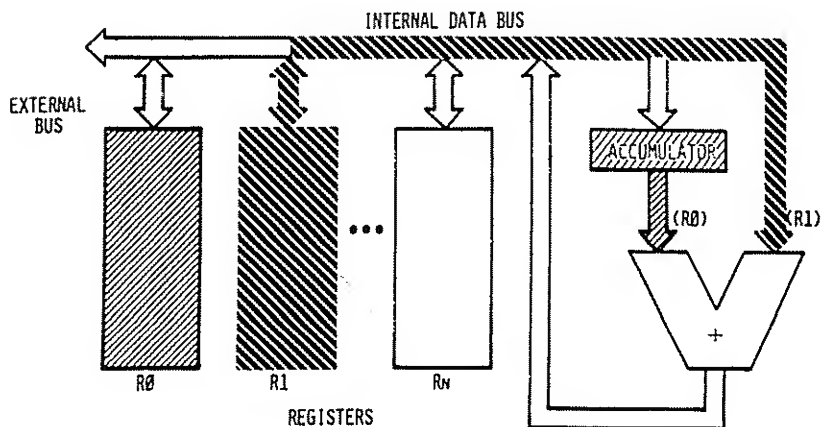 INTERNAL DATA BUS
EXTERNAL
BUS
ACCUMULATOR
(RØ)
(R1)
+
RØ
R1
RN
REGISTERS